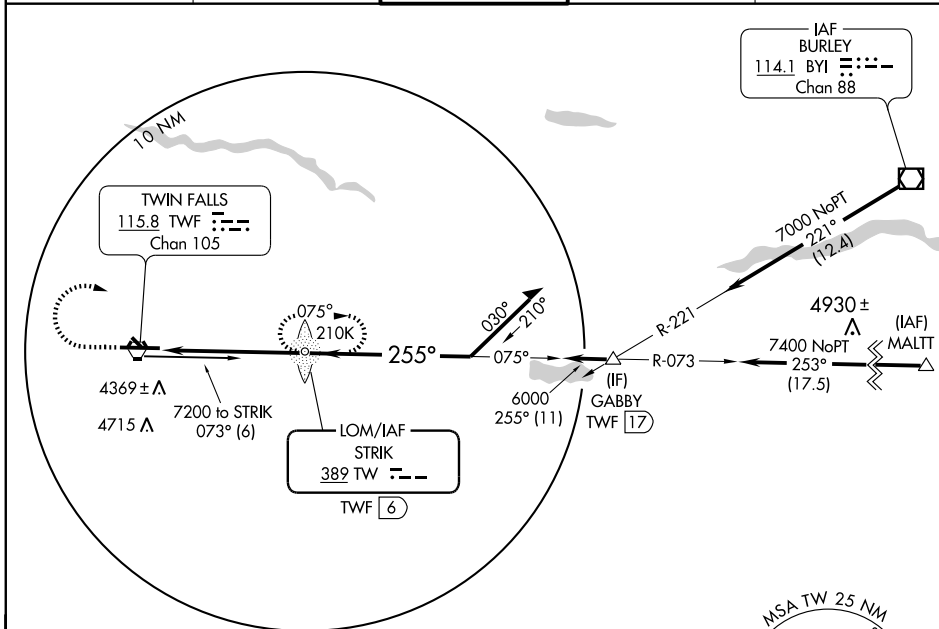 IAF
BURLEY
114.1 BYI
Chan 88
10 NM
TWIN FALLS
115.8 TWF
Chan 105
7000 NoPT
221°
(12.4)
R-221
4930 ±
(IAF)
MALTT
7400 NoPT
253°
(17.5)
R-073
075°
210K
030°
210°
255°
075°
(IF)
GABBY
TWF 17
6000
255° (11)
4369 ±
4715
7200 to STRIK
073° (6)
LOM/IAF
STRIK
389 TW
TWF 6
MSA TW 25 NM